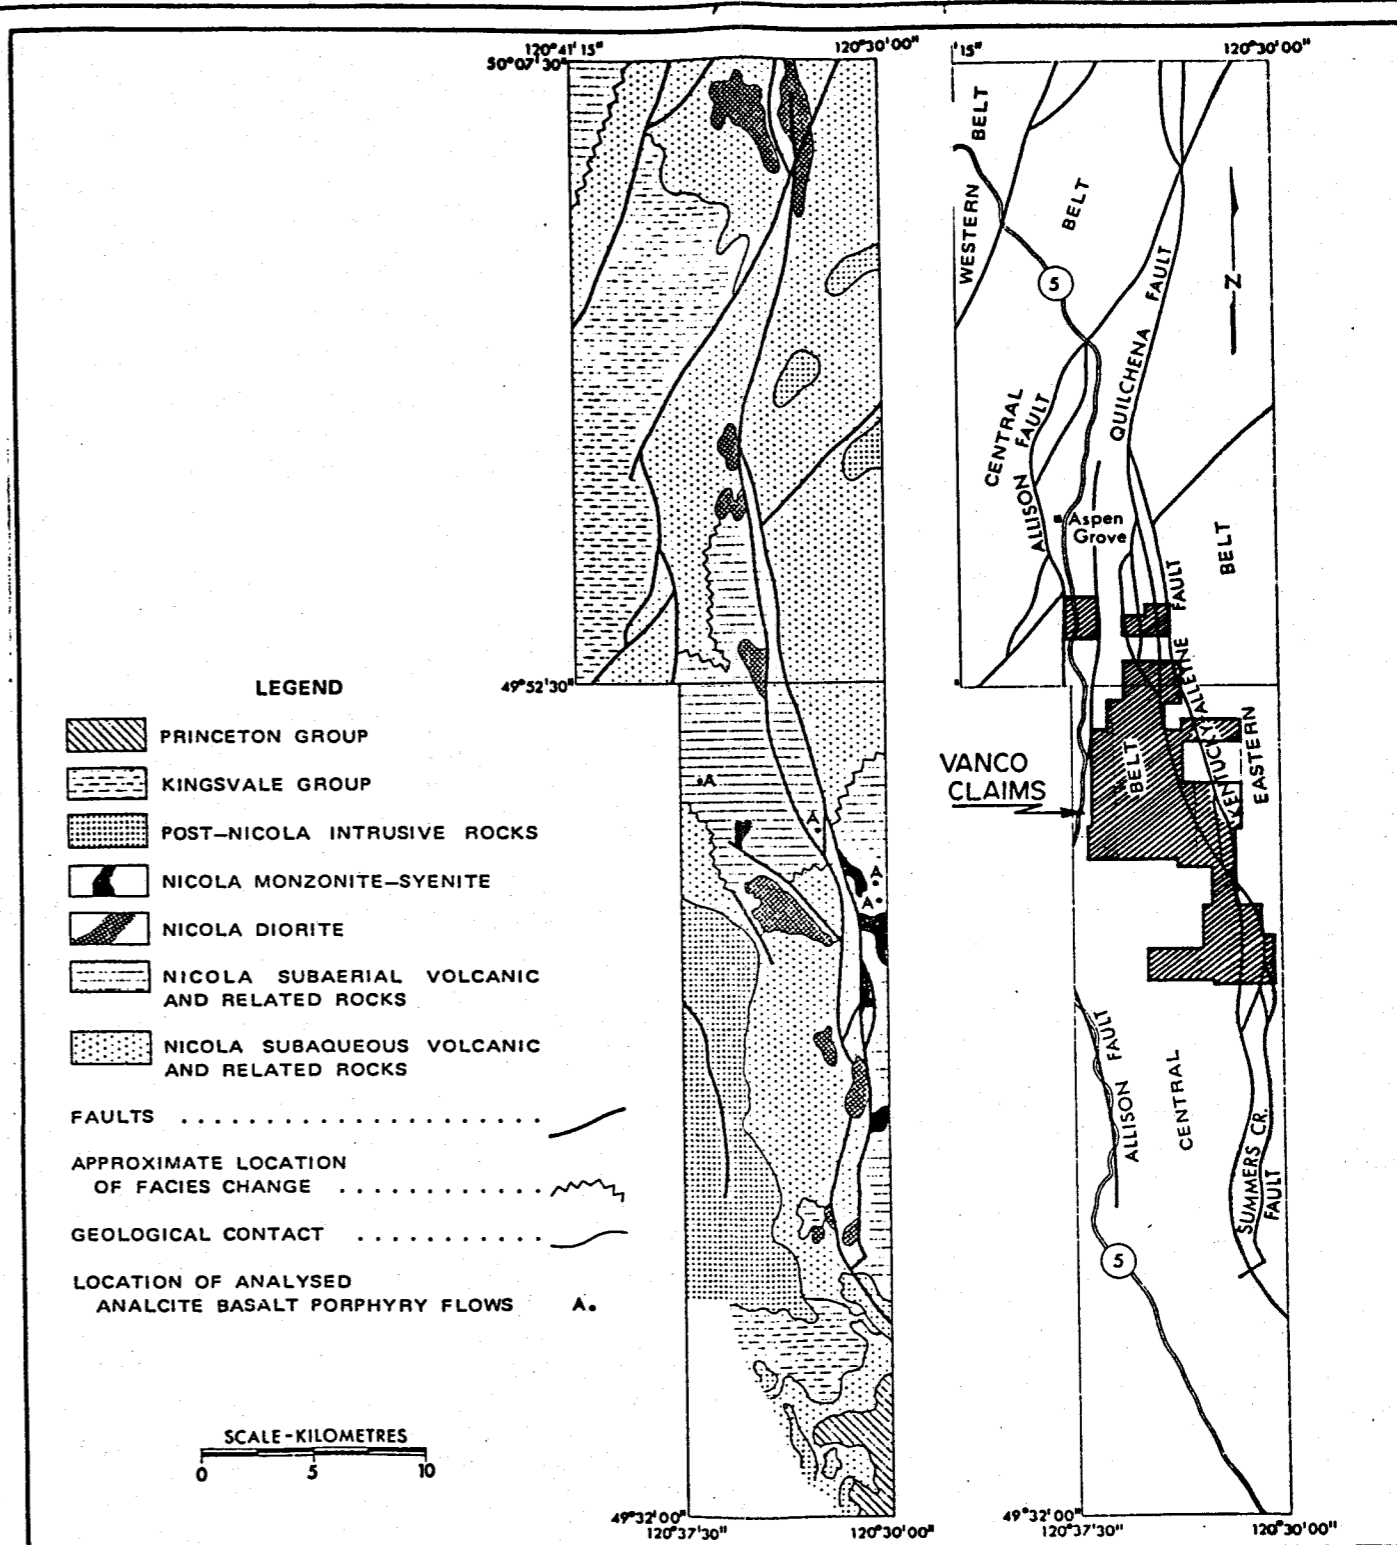 120°41'15"
120°30'00"
50°07'30"
'15"
120°30'00"
WESTERN BELT
BELT
5
N
QUILCHENA FAULT
CENTRAL
ALLISON FAULT
Aspen
Grove
BELT
KENTUCKY-ALLEYNE FAULT
EASTERN
BELT
VANCO
CLAIMS
49°52'30"
A
A
A
A
LEGEND
PRINCETON GROUP
KINGSVALE GROUP
POST-NICOLA INTRUSIVE ROCKS
NICOLA MONZONITE-SYENITE
NICOLA DIORITE
NICOLA SUBAERIAL VOLCANIC
AND RELATED ROCKS
NICOLA SUBAQUEOUS VOLCANIC
AND RELATED ROCKS
FAULTS
APPROXIMATE LOCATION
OF FACIES CHANGE
GEOLOGICAL CONTACT
LOCATION OF ANALYSED
ANALCITE BASALT PORPHYRY FLOWS A.
ALLISON FAULT
CENTRAL
SUMMERS CR.
FAULT
5
SCALE-KILOMETRES
0 5 10
49°32'00"
120°37'30"
120°30'00"
49°32'00"
120°37'30"
120°30'00"